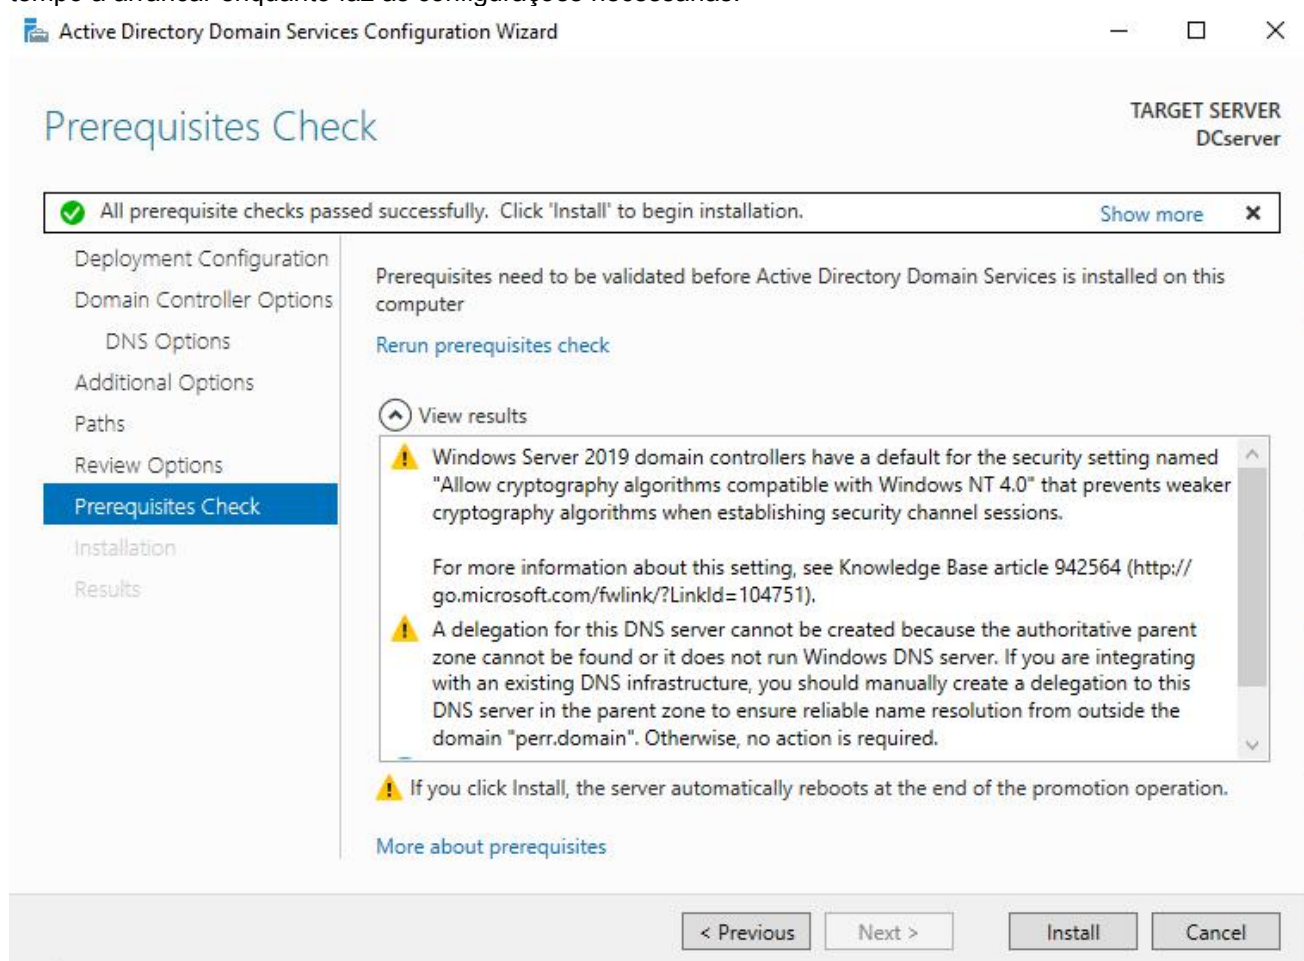 tempo a arrancar enquanto faz as configurações necessárias.
Active Directory Domain Services Configuration Wizard
Prerequisites Check
TARGET SERVER
DCserver
All prerequisite checks passed successfully. Click 'Install' to begin installation.
Show more
Deployment Configuration
Domain Controller Options
DNS Options
Additional Options
Paths
Review Options
Prerequisites Check
Installation
Results
Prerequisites need to be validated before Active Directory Domain Services is installed on this
computer
Rerun prerequisites check
View results
Windows Server 2019 domain controllers have a default for the security setting named
"Allow cryptography algorithms compatible with Windows NT 4.0" that prevents weaker
cryptography algorithms when establishing security channel sessions.
For more information about this setting, see Knowledge Base article 942564 (http://
go.microsoft.com/fwlink/?LinkId=104751).
A delegation for this DNS server cannot be created because the authoritative parent
zone cannot be found or it does not run Windows DNS server. If you are integrating
with an existing DNS infrastructure, you should manually create a delegation to this
DNS server in the parent zone to ensure reliable name resolution from outside the
domain "perr.domain". Otherwise, no action is required.
If you click Install, the server automatically reboots at the end of the promotion operation.
More about prerequisites
< Previous
Next >
Install
Cancel